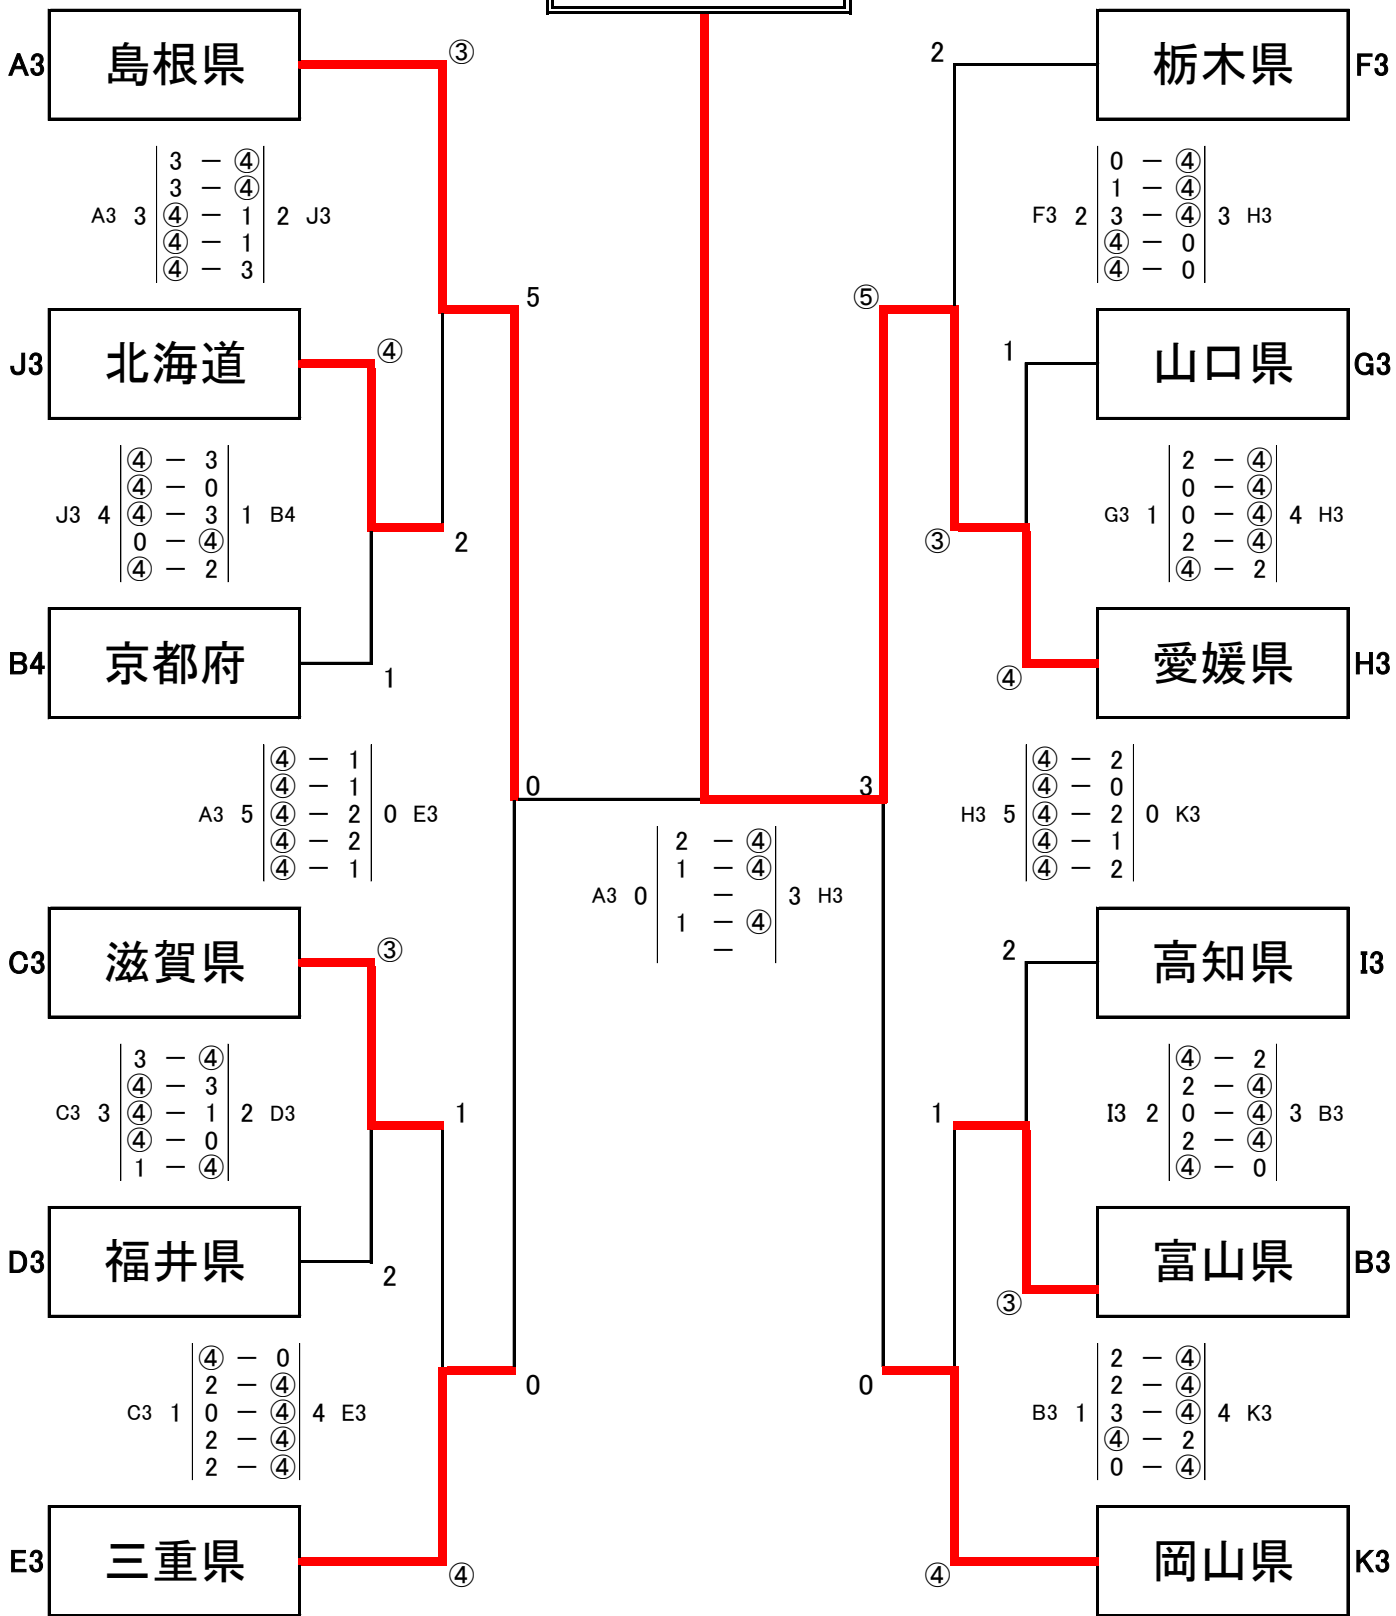 A3 島根県 ③
3 － ④
3 － ④
A3 3 ④ － 1 2 J3
④ － 1
④ － 3
5
J3 北海道 ④
④ － 3
④ － 0
J3 4 ④ － 3 1 B4
0 － ④
④ － 2
2
B4 京都府 1
④ － 1
④ － 1
A3 5 ④ － 2 0 E3
④ － 2
④ － 1
0
C3 滋賀県 ③
3 － ④
④ － 3
C3 3 ④ － 1 2 D3
④ － 0
1 － ④
1
D3 福井県 2
④ － 0
2 － ④
C3 1 0 － ④ 4 E3
2 － ④
2 － ④
0
E3 三重県 ④
2 － ④
1 － ④
A3 0 － 3 H3
1 － ④
－
2 栃木県 F3
0 － ④
1 － ④
F3 2 3 － ④ 3 H3
④ － 0
④ － 0
⑤
1 山口県 G3
2 － ④
0 － ④
G3 1 0 － ④ 4 H3
2 － ④
④ － 2
③
④ 愛媛県 H3
④ － 2
④ － 0
H3 5 ④ － 2 0 K3
④ － 1
④ － 2
3
2 高知県 I3
④ － 2
2 － ④
I3 2 0 － ④ 3 B3
2 － ④
④ － 0
1
③ 富山県 B3
2 － ④
2 － ④
B3 1 3 － ④ 4 K3
④ － 2
0 － ④
0
④ 岡山県 K3